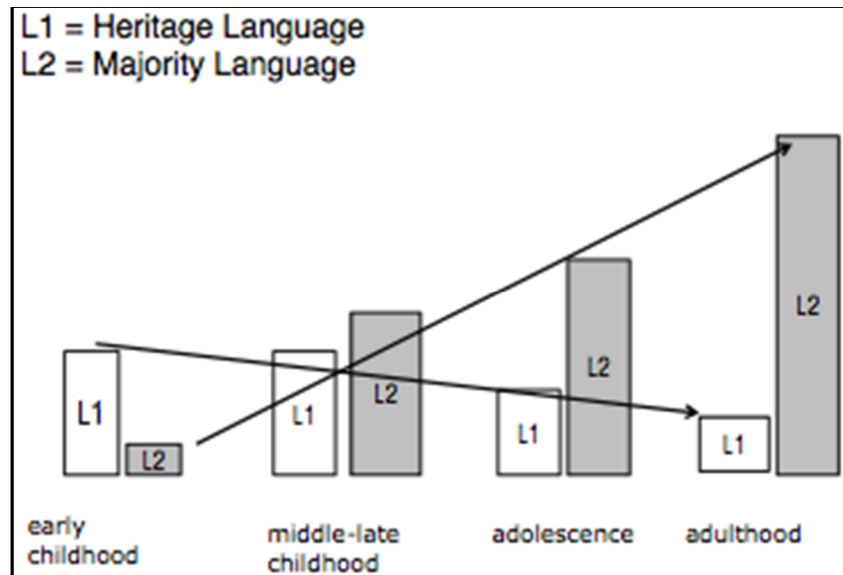 L1 = Heritage Language
L2 = Majority Language
L1
L2
L1
L2
L1
L2
L1
L2
early
childhood
middle-late
childhood
adolescence
adulthood